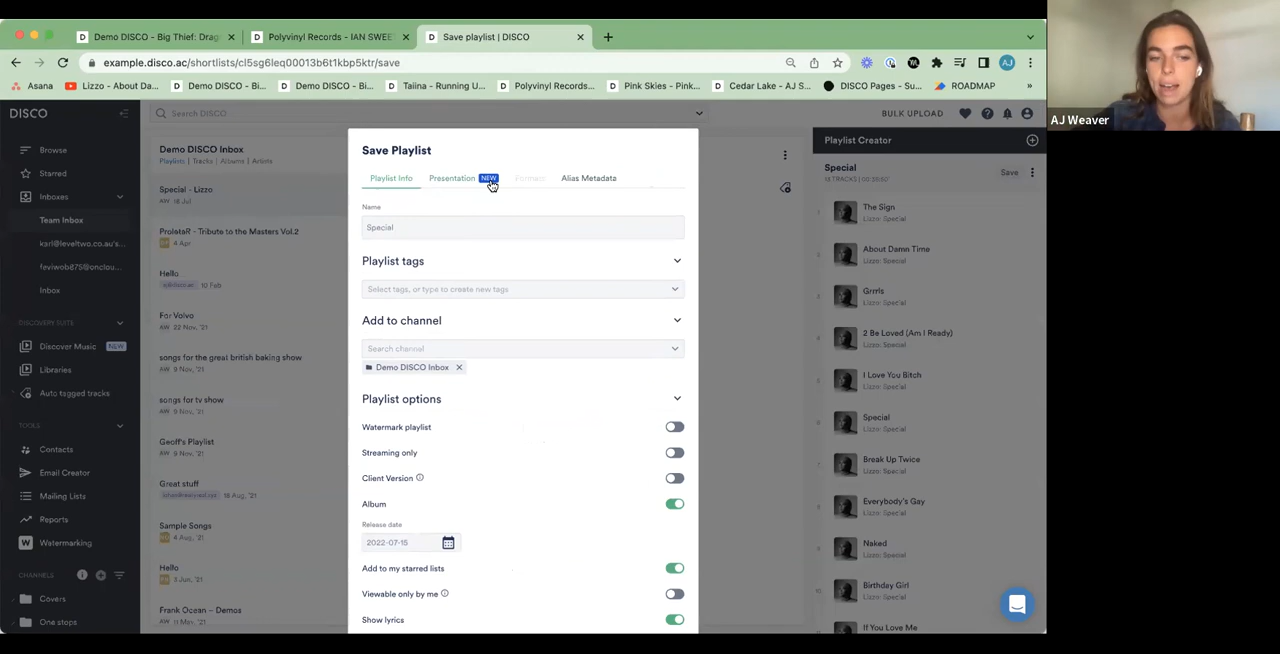 Demo DISCO - Big Thief: Drag
Polyvinyl Records - IAN SWEE
Save playlist | DISCO
example.disco.ac/shortlists/cl5sg6leq00013b6t1kbp5ktr/save
AJ
Asana
Lizzo - About Da...
Demo DISCO - Bi...
Demo DISCO - Bi...
Taiina - Running U...
Polyvinyl Records...
Pink Skies - Pink...
Cedar Lake - AJ S...
DISCO Pages - Su...
ROADMAP
»
AJ Weaver
DISCO
Search DISCO
BULK UPLOAD
Browse
Starred
Inboxes
Team Inbox
karl@leveltwo.co.au's...
Inbox
DISCOVERY SUITE
Discover Music NEW
Libraries
Auto tagged tracks
TOOLS
Contacts
Email Creator
Mailing Lists
Reports
W Watermarking
CHANNELS
Covers
One stops
Demo DISCO Inbox
Playlists | Tracks | Albums | Artists
Special - Lizzo
18 Jul
ProletaR - Tribute to the Masters Vol.2
4 Apr
Hello
10 Feb
For Volvo
AW 22 Nov, '21
songs for the great british baking show
AW 9 Nov, '21
songs for tv show
AW 9 Nov, '21
Geoff's Playlist
9 Nov, '21
Great stuff
18 Aug, '21
Sample Songs
4 Aug, '21
Hello
Frank Ocean – Demos
Save Playlist
Playlist Info
Presentation NEW
Formats
Alias Metadata
Name
Special
Playlist tags
Select tags, or type to create new tags
Add to channel
Search channel
Demo DISCO Inbox
Playlist options
Watermark playlist
Streaming only
Client Version
Album
Release date
2022-07-15
Add to my starred lists
Viewable only by me
Show lyrics
Playlist Creator
Special
Save
The Sign
Lizzo: Special
About Damn Time
Lizzo: Special
Grrrls
Lizzo: Special
2 Be Loved (Am I Ready)
Lizzo: Special
I Love You Bitch
Lizzo: Special
Special
Lizzo: Special
Break Up Twice
Lizzo: Special
Everybody's Gay
Lizzo: Special
Naked
Lizzo: Special
Birthday Girl
Lizzo: Special
If You Love Me
Lizzo: Special